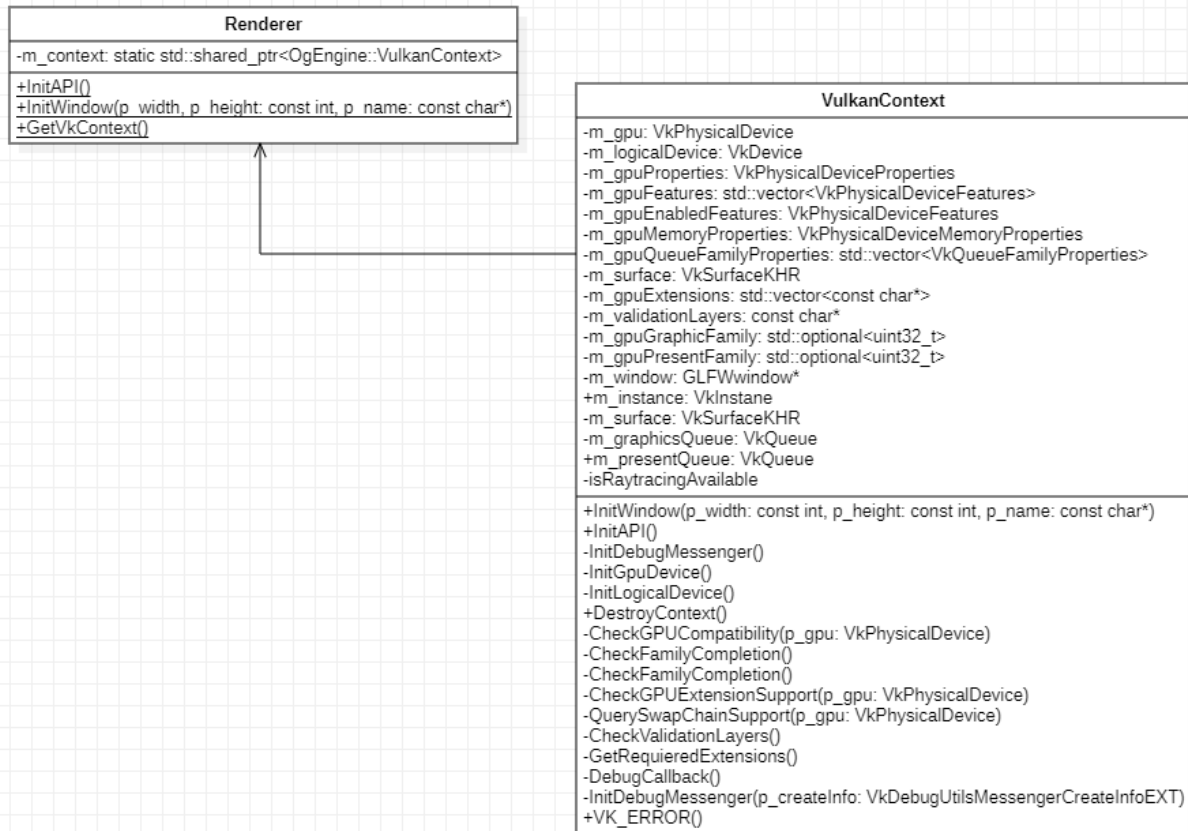 Renderer
-m_context: static std::shared_ptr<OgEngine::VulkanContext>
+InitAPI()
+InitWindow(p_width, p_height: const int, p_name: const char*)
+GetVkContext()
VulkanContext
-m_gpu: VkPhysicalDevice
-m_logicalDevice: VkDevice
-m_gpuProperties: VkPhysicalDeviceProperties
-m_gpuFeatures: std::vector<VkPhysicalDeviceFeatures>
-m_gpuEnabledFeatures: VkPhysicalDeviceFeatures
-m_gpuMemoryProperties: VkPhysicalDeviceMemoryProperties
-m_gpuQueueFamilyProperties: std::vector<VkQueueFamilyProperties>
-m_surface: VkSurfaceKHR
-m_gpuExtensions: std::vector<const char*>
-m_validationLayers: const char*
-m_gpuGraphicFamily: std::optional<uint32_t>
-m_gpuPresentFamily: std::optional<uint32_t>
-m_window: GLFWwindow*
+m_instance: VkInstane
-m_surface: VkSurfaceKHR
-m_graphicsQueue: VkQueue
+m_presentQueue: VkQueue
-isRaytracingAvailable
+InitWindow(p_width: const int, p_height: const int, p_name: const char*)
+InitAPI()
-InitDebugMessenger()
-InitGpuDevice()
-InitLogicalDevice()
+DestroyContext()
-CheckGPUCompatibility(p_gpu: VkPhysicalDevice)
-CheckFamilyCompletion()
-CheckFamilyCompletion()
-CheckGPUExtensionSupport(p_gpu: VkPhysicalDevice)
-QuerySwapChainSupport(p_gpu: VkPhysicalDevice)
-CheckValidationLayers()
-GetRequieredExtensions()
-DebugCallback()
-InitDebugMessenger(p_createInfo: VkDebugUtilsMessengerCreateInfoEXT)
+VK_ERROR()